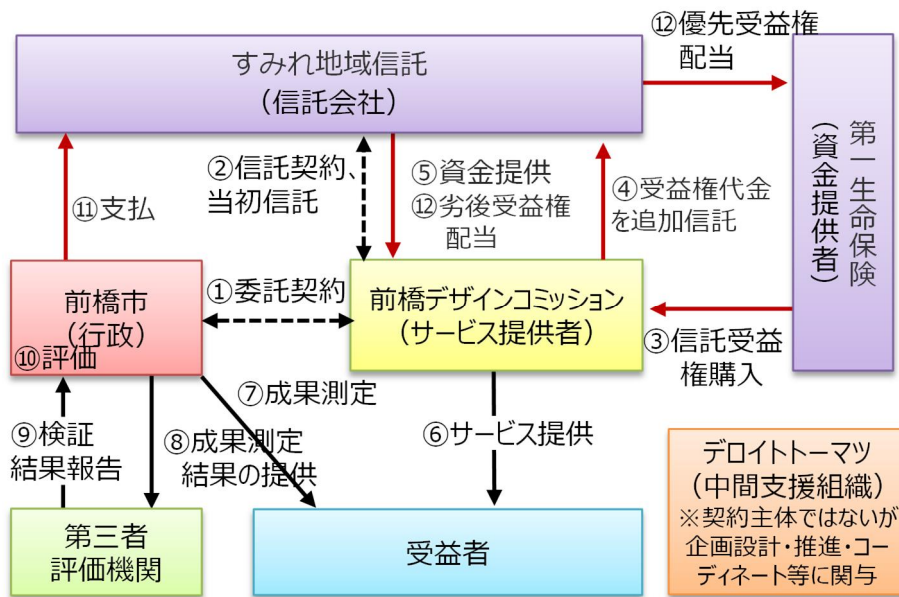 すみれ地域信託
(信託会社)
⑫優先受益権
配当
第一生命保険
(資金提供者)
②信託契約、
当初信託
⑤資金提供
⑫劣後受益権
配当
④受益権代金
を追加信託
⑪支払
前橋市
(行政)
⑩評価
①委託契約
前橋デザインコミッション
(サービス提供者)
③信託受益
権購入
⑦成果測定
⑨検証
結果報告
⑧成果測定
結果の提供
⑥サービス提供
第三者
評価機関
受益者
デロイトトーマツ
(中間支援組織)
※契約主体ではないが
企画設計・推進・コー
ディネート等に関与